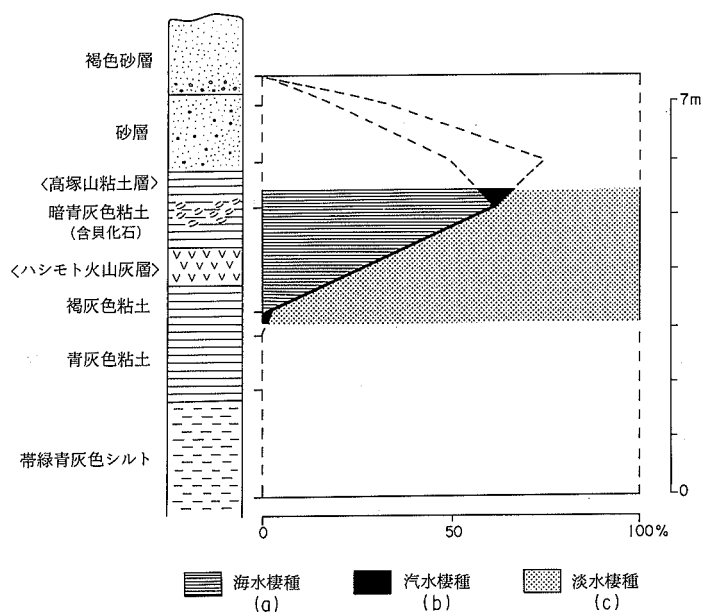 褐色砂層
砂層
<高塚山粘土層>
暗青灰色粘土
(含貝化石)
<ハシモト火山灰層>
褐灰色粘土
青灰色粘土
帯緑青灰色シルト
7m
0
0
50
100%
海水棲種
(a)
汽水棲種
(b)
淡水棲種
(c)